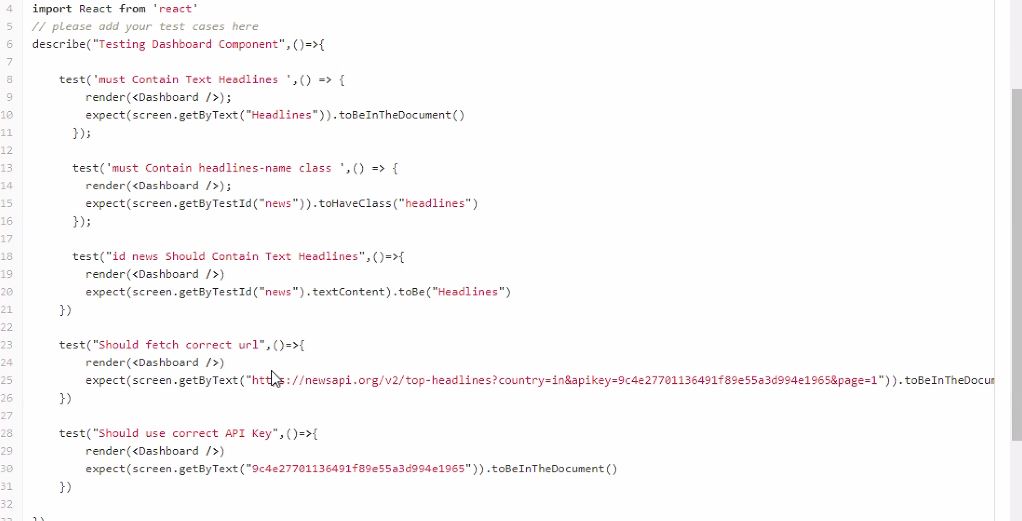 4 import React from 'react'
5 // please add your test cases here
6 describe("Testing Dashboard Component",()=>{
7
8 test('must Contain Text Headlines ',() => {
9 render(<Dashboard />);
10 expect(screen.getByText("Headlines")).toBeInTheDocument()
11 });
12
13 test('must Contain headlines-name class ',() => {
14 render(<Dashboard />);
15 expect(screen.getByTestId("news")).toHaveClass("headlines")
16 });
17
18 test("id news Should Contain Text Headlines",()=>{
19 render(<Dashboard />)
20 expect(screen.getByTestId("news").textContent).toBe("Headlines")
21 })
22
23 test("Should fetch correct url",()=>{
24 render(<Dashboard />)
25 expect(screen.getByText("https://newsapi.org/v2/top-headlines?country=in&apikey=9c4e27701136491f89e55a3d994e1965&page=1")).toBeInTheDocum
26 })
27
28 test("Should use correct API Key",()=>{
29 render(<Dashboard />)
30 expect(screen.getByText("9c4e27701136491f89e55a3d994e1965")).toBeInTheDocument()
31 })
32